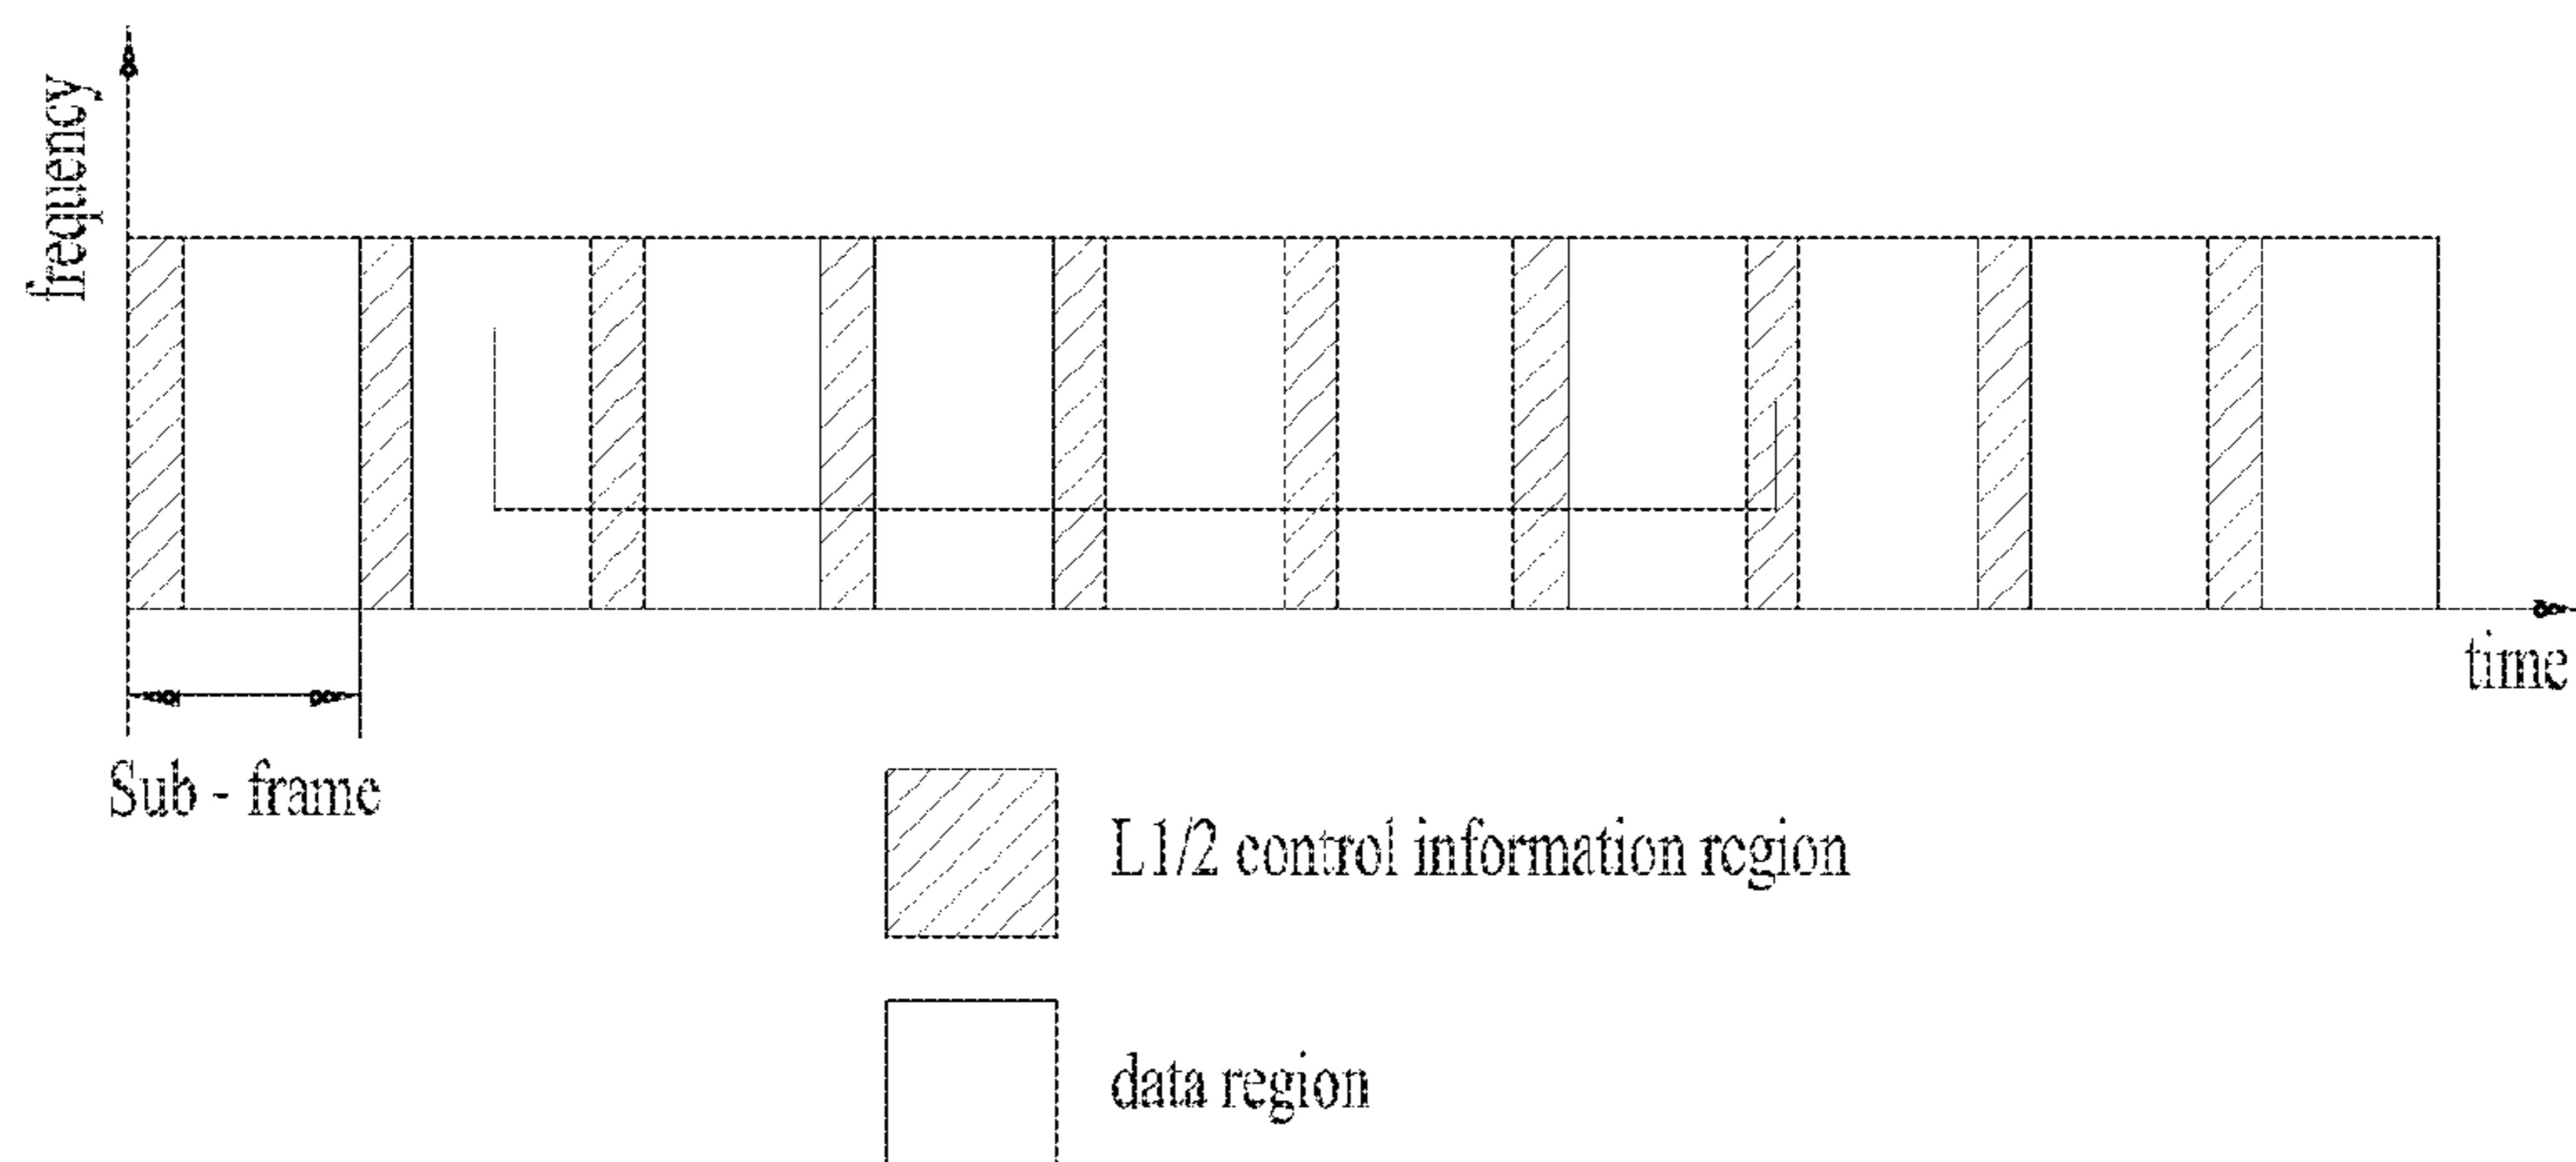 frequency
time
Sub - frame
L1/2 control information region
data region